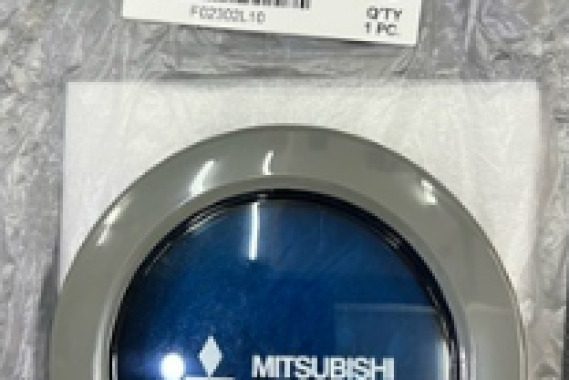 F02302L10
Q'TY
1 PC.
MITSUBISHI